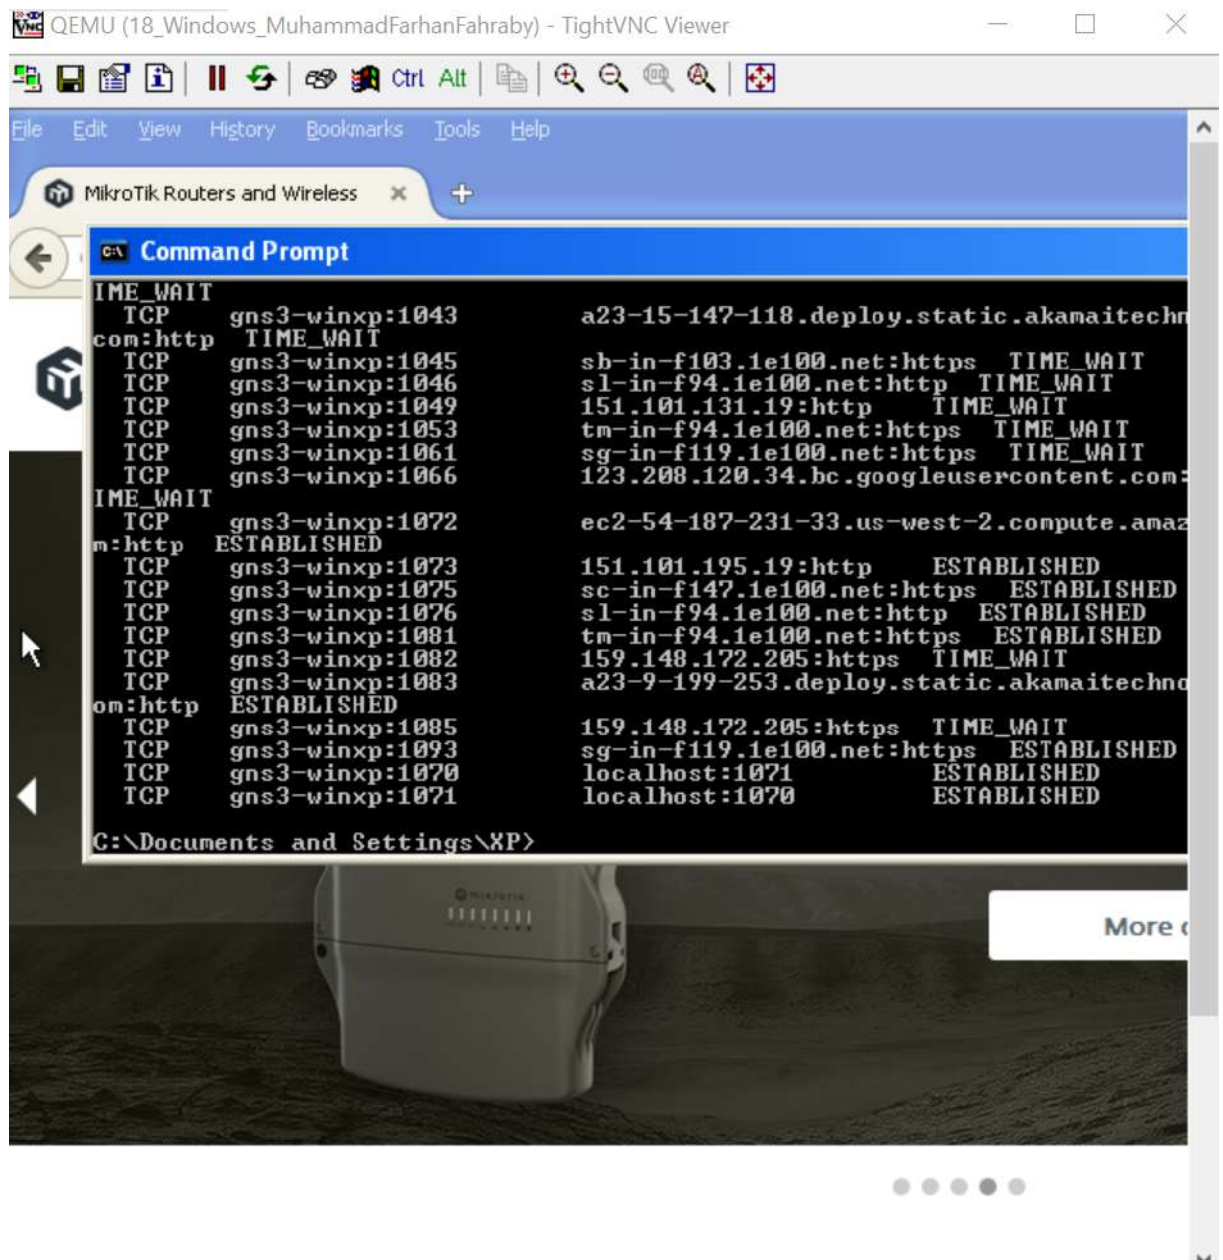 QEMU (18_Windows_MuhammadFarhanFahraby) - TightVNC Viewer
Ctrl Alt
File Edit View History Bookmarks Tools Help
MikroTik Routers and Wireless
Command Prompt
IME_WAIT
TCP gns3-winxp:1043 a23-15-147-118.deploy.static.akamaitechn
com:http TIME_WAIT
TCP gns3-winxp:1045 sb-in-f103.1e100.net:https TIME_WAIT
TCP gns3-winxp:1046 sl-in-f94.1e100.net:http TIME_WAIT
TCP gns3-winxp:1049 151.101.131.19:http TIME_WAIT
TCP gns3-winxp:1053 tm-in-f94.1e100.net:https TIME_WAIT
TCP gns3-winxp:1061 sg-in-f119.1e100.net:https TIME_WAIT
TCP gns3-winxp:1066 123.208.120.34.bc.googleusercontent.com:
IME_WAIT
TCP gns3-winxp:1072 ec2-54-187-231-33.us-west-2.compute.amaz
m:http ESTABLISHED
TCP gns3-winxp:1073 151.101.195.19:http ESTABLISHED
TCP gns3-winxp:1075 sc-in-f147.1e100.net:https ESTABLISHED
TCP gns3-winxp:1076 sl-in-f94.1e100.net:http ESTABLISHED
TCP gns3-winxp:1081 tm-in-f94.1e100.net:https ESTABLISHED
TCP gns3-winxp:1082 159.148.172.205:https TIME_WAIT
TCP gns3-winxp:1083 a23-9-199-253.deploy.static.akamaitechno
om:http ESTABLISHED
TCP gns3-winxp:1085 159.148.172.205:https TIME_WAIT
TCP gns3-winxp:1093 sg-in-f119.1e100.net:https ESTABLISHED
TCP gns3-winxp:1070 localhost:1071 ESTABLISHED
TCP gns3-winxp:1071 localhost:1070 ESTABLISHED
C:\Documents and Settings\XP>
MIKROTIK
More